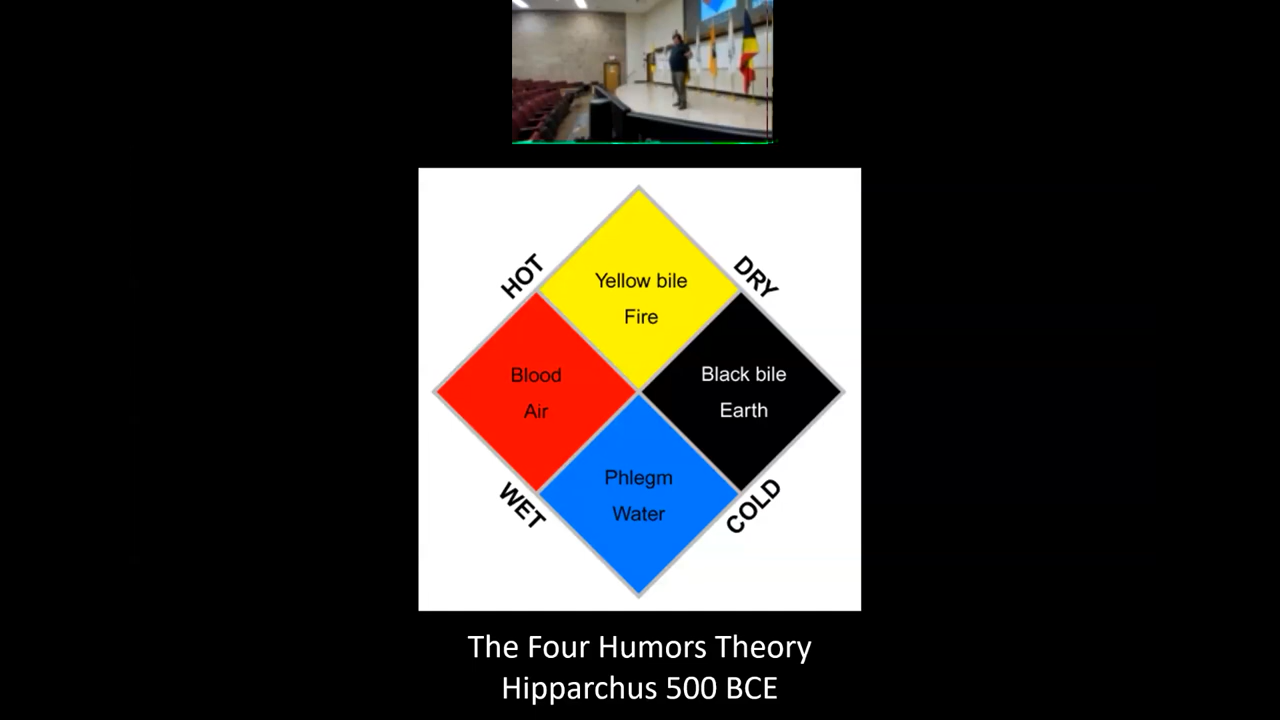 HOT
DRY
Yellow bile
Fire
Blood
Air
Black bile
Earth
Phlegm
Water
WET
COLD
The Four Humors Theory
Hipparchus 500 BCE